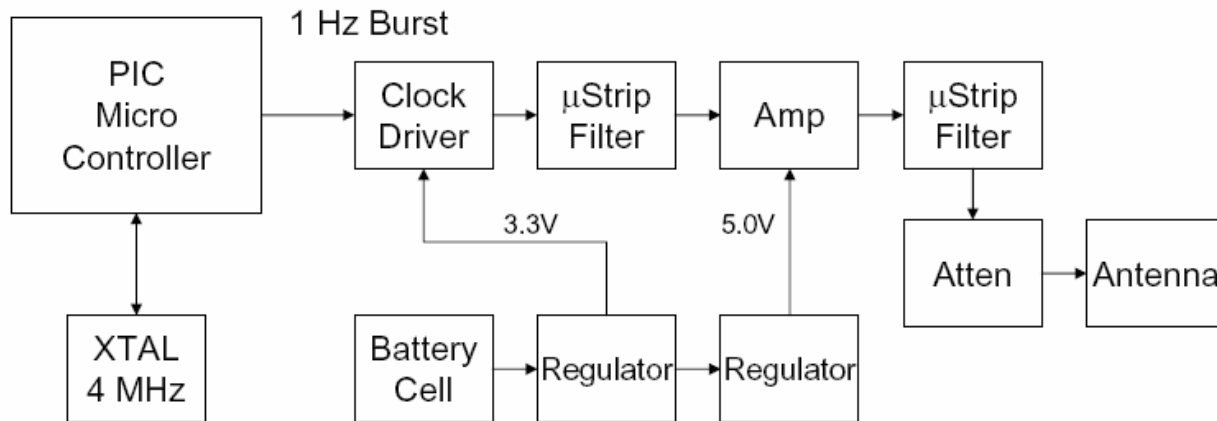 1 Hz Burst
PIC
Micro
Controller
Clock
Driver
μStrip
Filter
Amp
μStrip
Filter
3.3V
5.0V
Atten
Antenna
XTAL
4 MHz
Battery
Cell
Regulator
Regulator